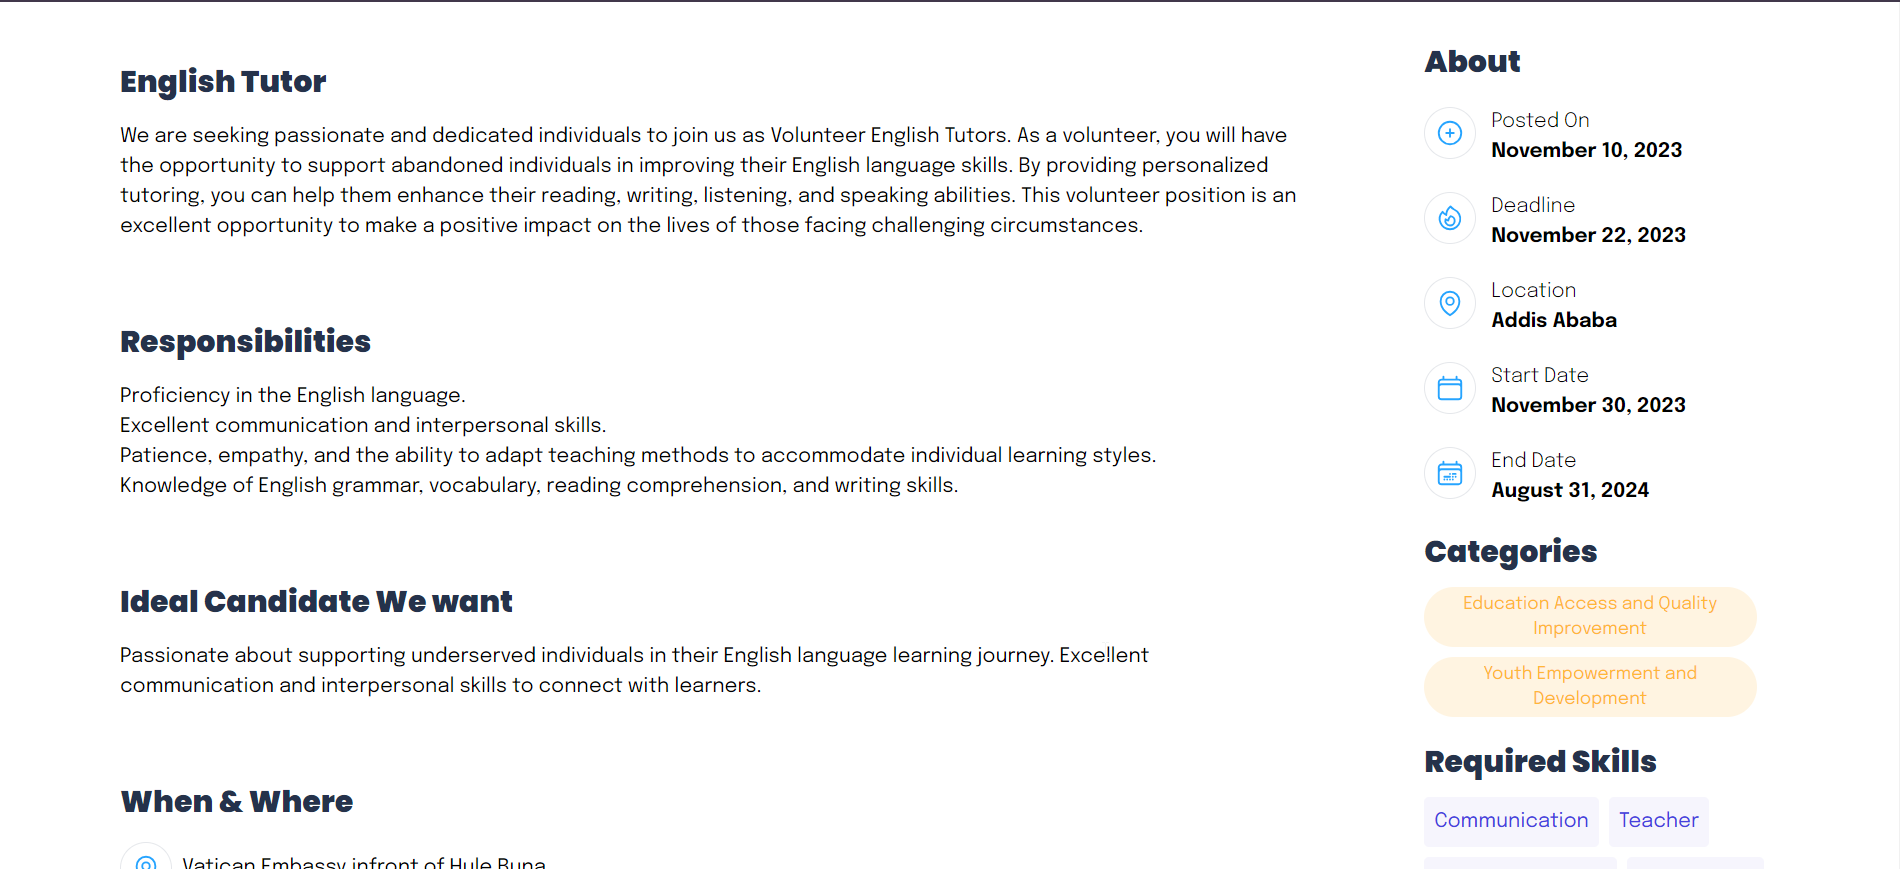 English Tutor
We are seeking passionate and dedicated individuals to join us as Volunteer English Tutors. As a volunteer, you will have
the opportunity to support abandoned individuals in improving their English language skills. By providing personalized
tutoring, you can help them enhance their reading, writing, listening, and speaking abilities. This volunteer position is an
excellent opportunity to make a positive impact on the lives of those facing challenging circumstances.
Responsibilities
Proficiency in the English language.
Excellent communication and interpersonal skills.
Patience, empathy, and the ability to adapt teaching methods to accommodate individual learning styles.
Knowledge of English grammar, vocabulary, reading comprehension, and writing skills.
Ideal Candidate We want
Passionate about supporting underserved individuals in their English language learning journey. Excellent
communication and interpersonal skills to connect with learners.
When & Where
Vatican Embassy infront of Hule Buna
About
Posted On
November 10, 2023
Deadline
November 22, 2023
Location
Addis Ababa
Start Date
November 30, 2023
End Date
August 31, 2024
Categories
Education Access and Quality
Improvement
Youth Empowerment and
Development
Required Skills
Communication
Teacher